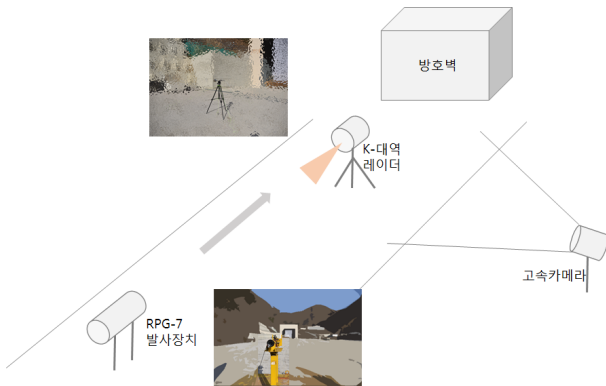 방호벽
K-대역
레이더
고속카메라
RPG-7
발사장치